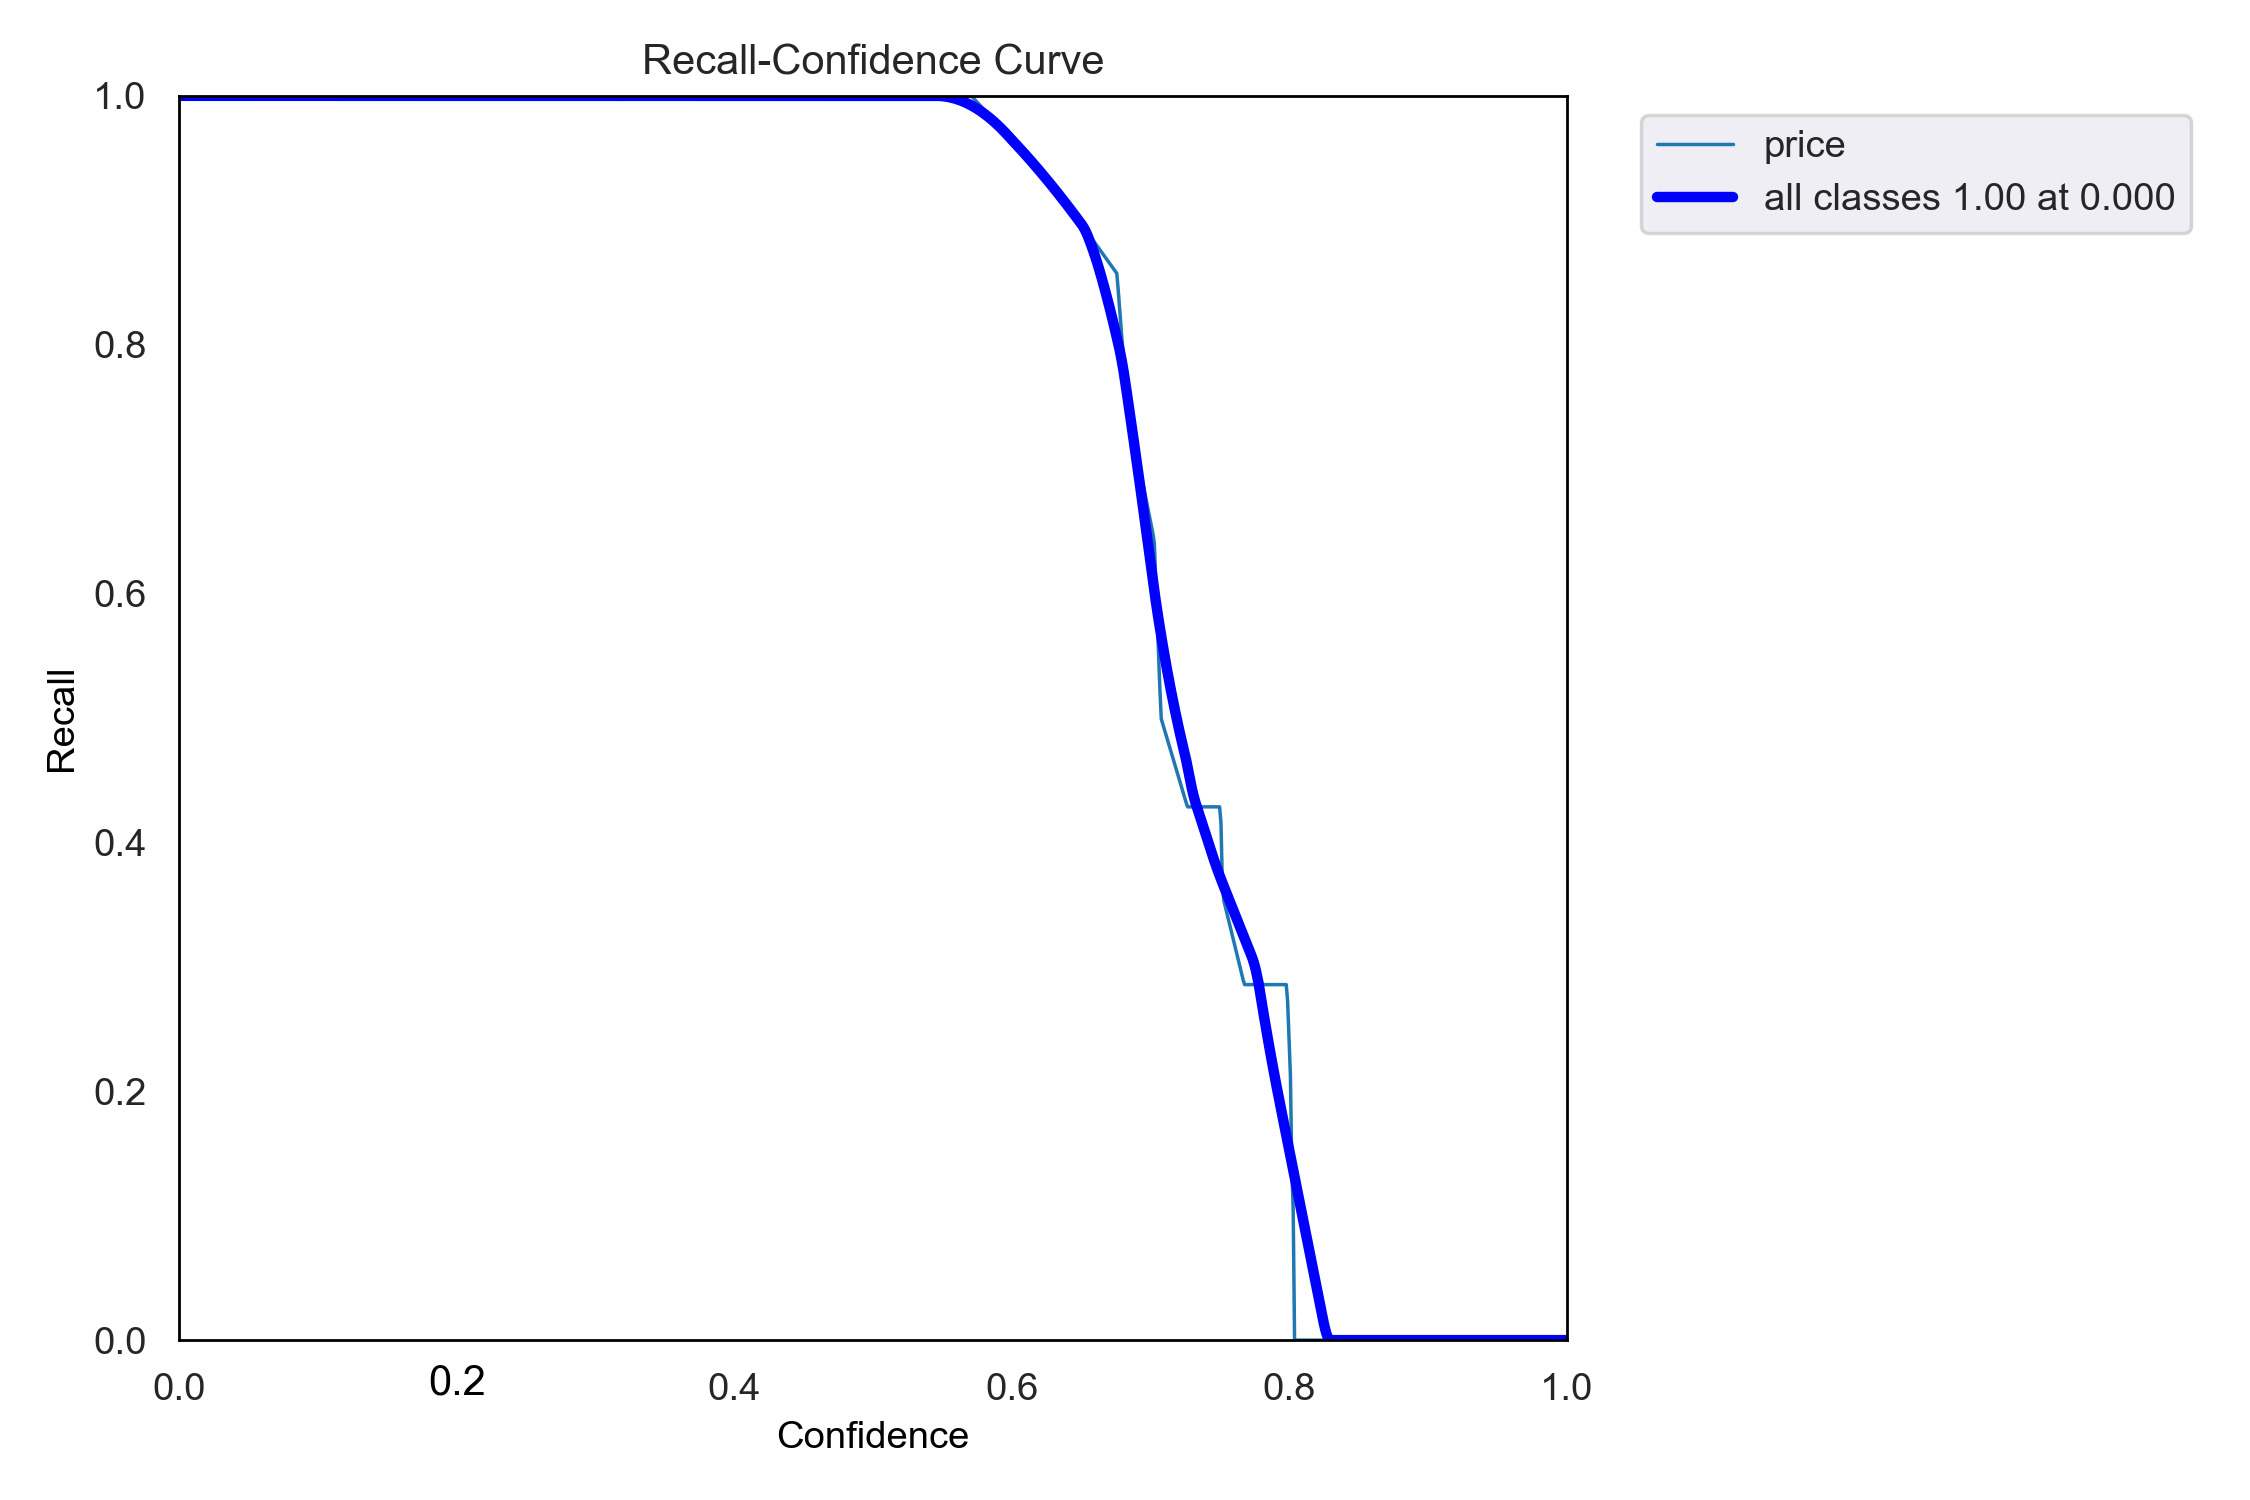 Recall-Confidence Curve
price
all classes 1.00 at 0.000
1.0
0.8
0.6
0.4
0.2
0.0
Recall
0.0 0.2 0.4 0.6 0.8 1.0
Confidence